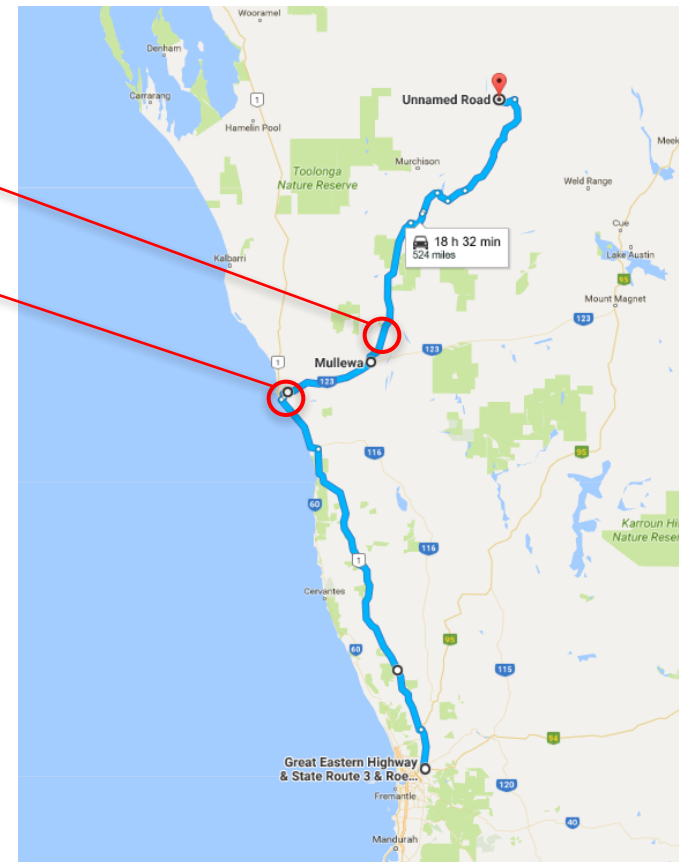 Wooramel
Denham
Carrarang
1
Unnamed Road
Hamelin Pool
Meek
Toolonga
Nature Reserve
Murchison
Weld Range
Cue
18 h 32 min
524 miles
Lake Austin
Kalbarri
95
Mount Magnet
123
1
Mullewa
123
123
116
95
60
Karroun Hi
Nature Reser
116
1
Cervantes
95
60
115
94
Great Eastern Highway
& State Route 3 & Roe...
120
Fremantle
40
Mandurah